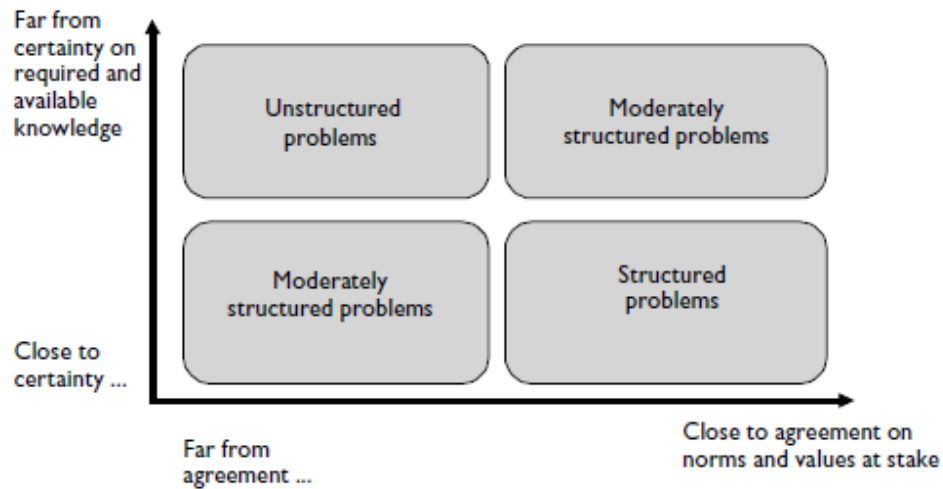 Far from
certainty on
required and
available
knowledge
Unstructured
problems
Moderately
structured problems
Moderately
structured problems
Structured
problems
Close to
certainty ...
Far from
agreement ...
Close to agreement on
norms and values at stake